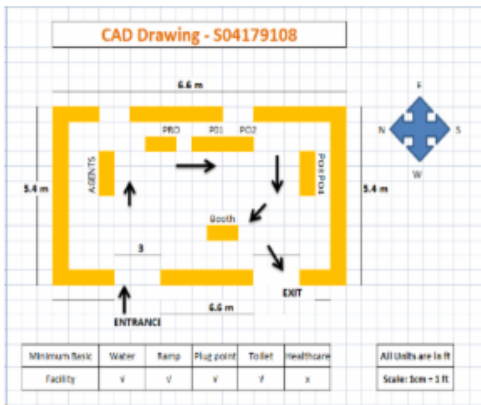 CAD Drawing - S04179108
6.6 m
E
PRO PO1 PO2
N S
AGENTS
5.4 m
5.4 m
W
Booth
3
EXIT
6.6 m
ENTRANCE
Minimum Basic Water Ramp Plug point Toilet Healthcare
Facility √ √ √ √ x
All Units are in ft
Scale: 1cm = 1 ft